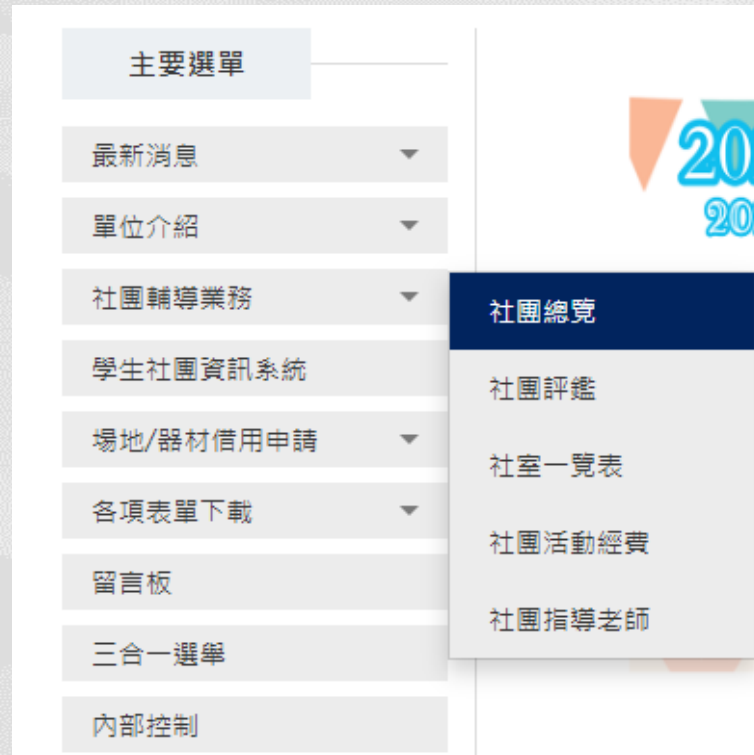 主要選單
最新消息
單位介紹
社團輔導業務
學生社團資訊系統
場地/器材借用申請
各項表單下載
留言板
三合一選舉
內部控制
社團總覽
社團評鑑
社室一覽表
社團活動經費
社團指導老師
20
20